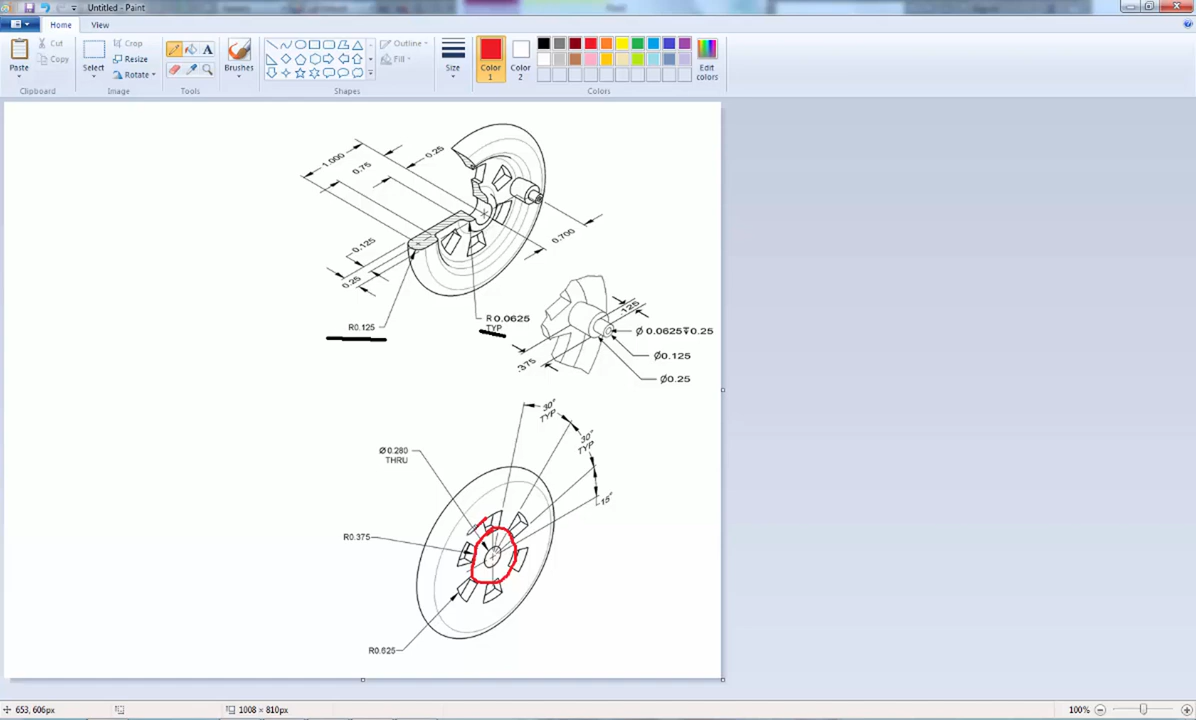 Untitled - Paint
Home
View
Paste
Cut
Copy
Clipboard
Select
Crop
Resize
Rotate
Image
Tools
Brushes
Shapes
Outline
Fill
Size
Color
1
Color
2
Colors
Edit
colors
1.000
0.75
0.25
0.125
0.25
0.700
R0.125
R0.0625
TYP
.125
Ø 0.0625↧0.25
Ø0.125
Ø0.25
.375
30°
TYP
30°
TYP
15°
Ø0.280
THRU
R0.375
R0.625
653, 606px
1008 × 810px
100%